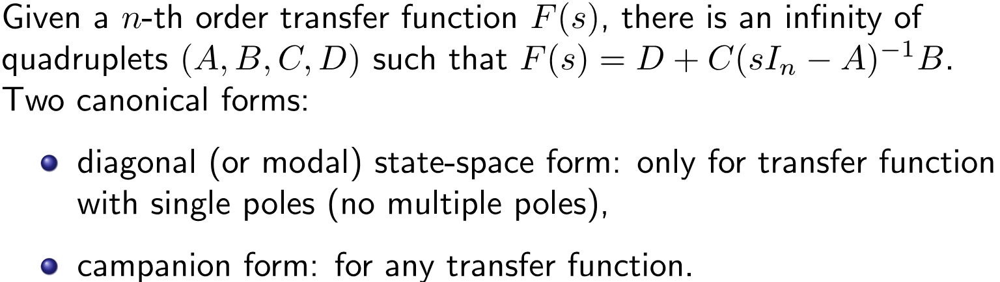 Given a n-th order transfer function F(s), there is an infinity of
quadruplets (A, B, C, D) such that F(s) = D + C(sIₙ − A)⁻¹B.
Two canonical forms:
diagonal (or modal) state-space form: only for transfer function
with single poles (no multiple poles),
campanion form: for any transfer function.